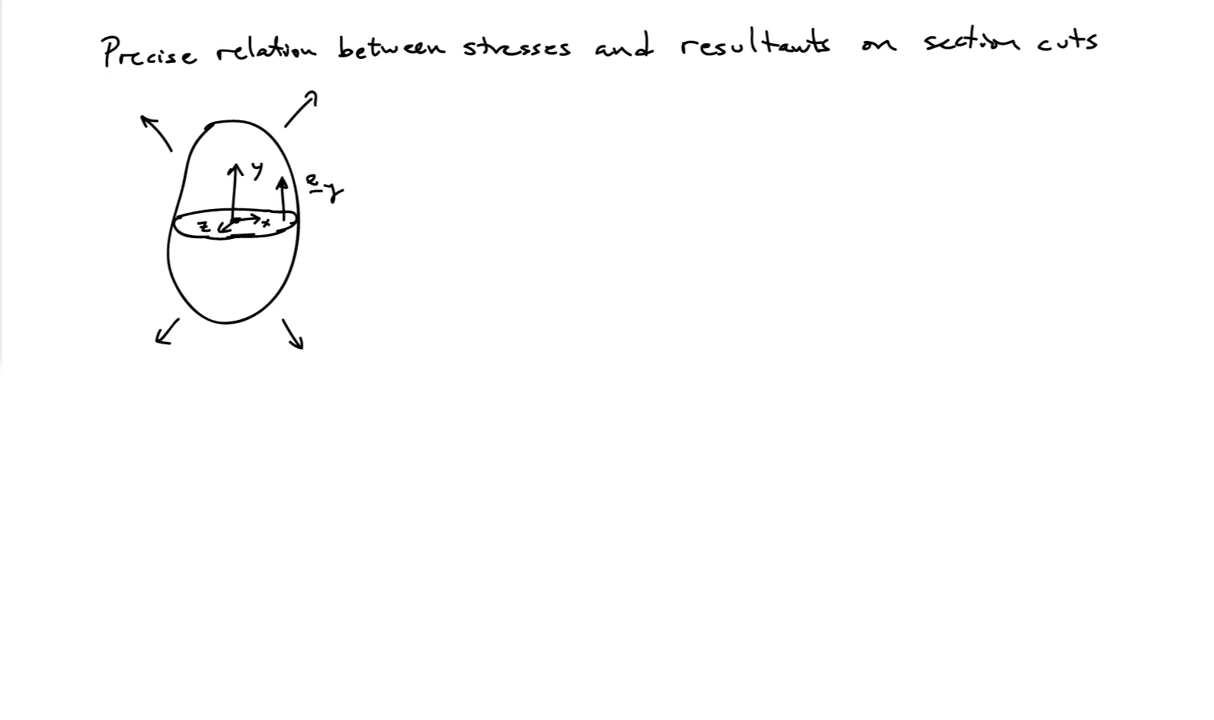 Precise relation between stresses and resultants on section cuts
y
e_y
z x